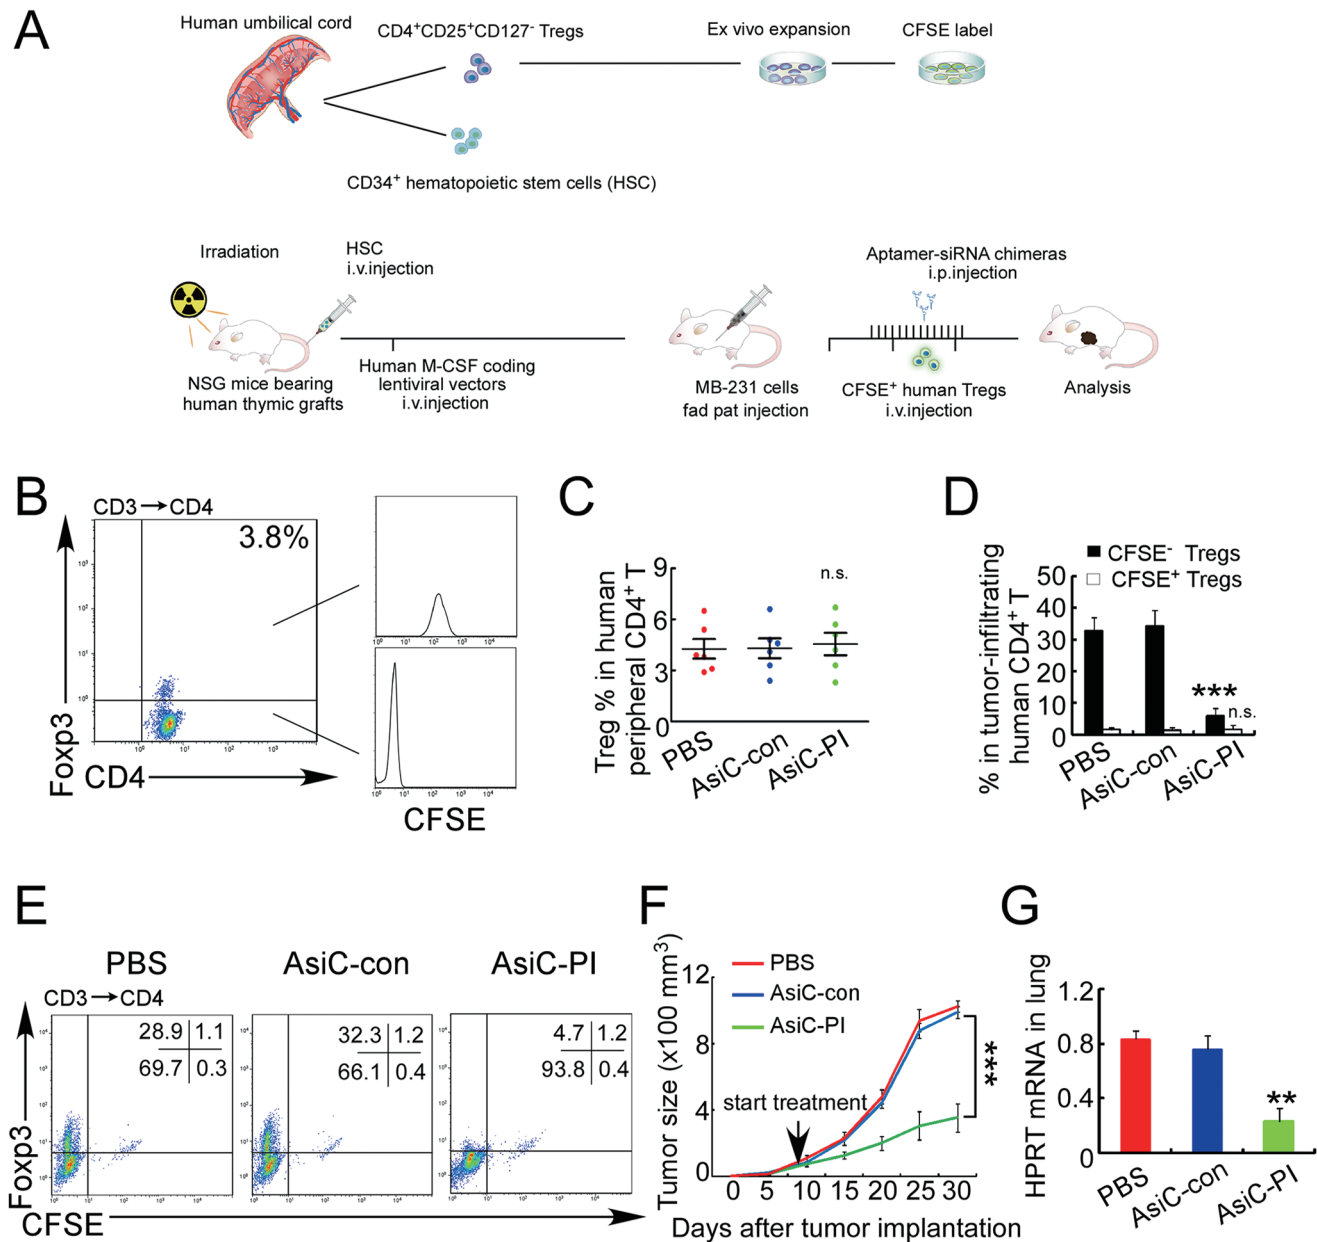 A
Human umbilical cord
CD4⁺CD25⁺CD127⁻ Tregs
Ex vivo expansion
CFSE label
CD34⁺ hematopoietic stem cells (HSC)
Irradiation
HSC
i.v.injection
Aptamer-siRNA chimeras
i.p.injection
NSG mice bearing
human thymic grafts
Human M-CSF coding
lentiviral vectors
i.v.injection
MB-231 cells
fad pat injection
CFSE⁺ human Tregs
i.v.injection
Analysis
B
CD3→CD4
3.8%
Foxp3
CD4
CFSE
C
Treg % in human
peripheral CD4⁺ T
9
6
3
0
n.s.
PBS
AsiC-con
AsiC-PI
D
% in tumor-infiltrating
human CD4⁺ T
CFSE⁻ Tregs
CFSE⁺ Tregs
50
40
30
20
10
0
***
n.s.
PBS
AsiC-con
AsiC-PI
E
PBS
AsiC-con
AsiC-PI
CD3→CD4
28.9 1.1
69.7 0.3
32.3 1.2
66.1 0.4
4.7 1.2
93.8 0.4
Foxp3
CFSE
F
Tumor size (x100 mm³)
PBS
AsiC-con
AsiC-PI
12
8
4
0
start treatment
***
0 5 10 15 20 25 30
Days after tumor implantation
G
HPRT mRNA in lung
1.2
0.8
0.4
0
**
PBS
AsiC-con
AsiC-PI